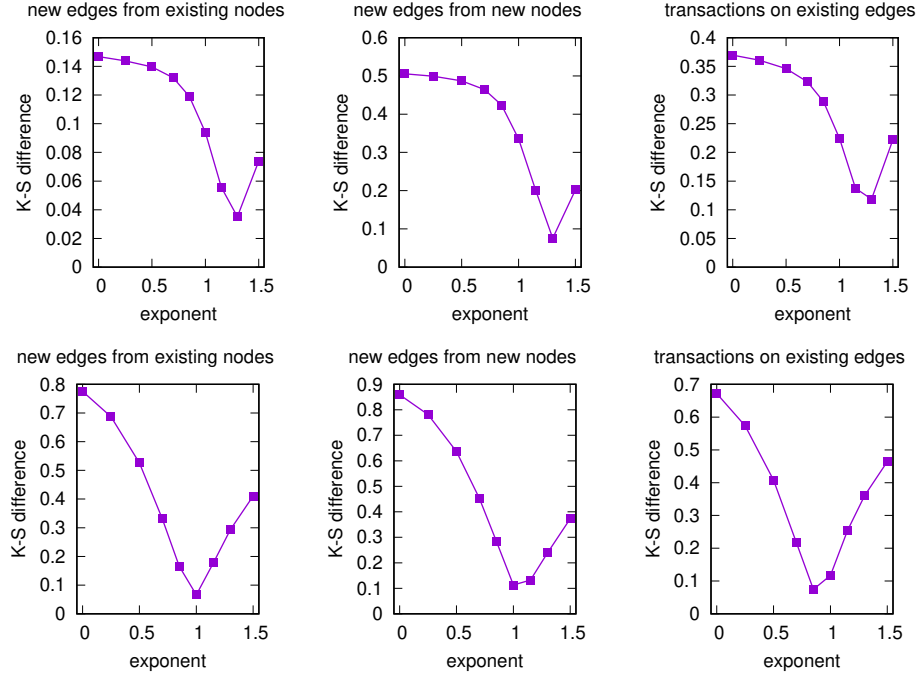 new edges from existing nodes
K-S difference
0.16
0.14
0.12
0.1
0.08
0.06
0.04
0.02
0
0 0.5 1 1.5
exponent
new edges from new nodes
K-S difference
0.6
0.5
0.4
0.3
0.2
0.1
0
0 0.5 1 1.5
exponent
transactions on existing edges
K-S difference
0.4
0.35
0.3
0.25
0.2
0.15
0.1
0.05
0
0 0.5 1 1.5
exponent
new edges from existing nodes
K-S difference
0.8
0.7
0.6
0.5
0.4
0.3
0.2
0.1
0
0 0.5 1 1.5
exponent
new edges from new nodes
K-S difference
0.9
0.8
0.7
0.6
0.5
0.4
0.3
0.2
0.1
0
0 0.5 1 1.5
exponent
transactions on existing edges
K-S difference
0.7
0.6
0.5
0.4
0.3
0.2
0.1
0
0 0.5 1 1.5
exponent